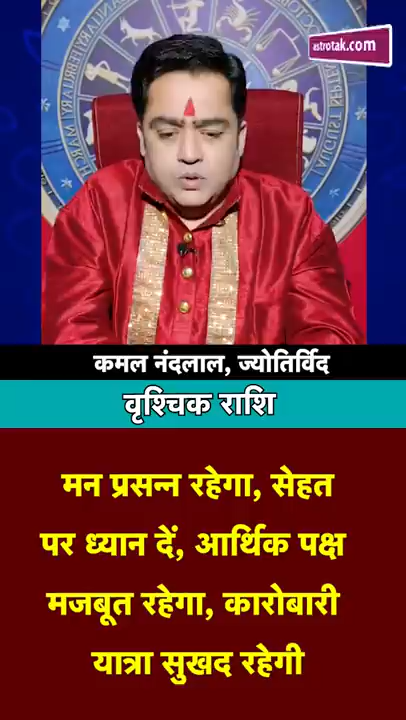 astrotak.com
कमल नंदलाल, ज्योतिर्विद
वृश्चिक राशि
मन प्रसन्न रहेगा, सेहत
पर ध्यान दें, आर्थिक पक्ष
मजबूत रहेगा, कारोबारी
यात्रा सुखद रहेगी